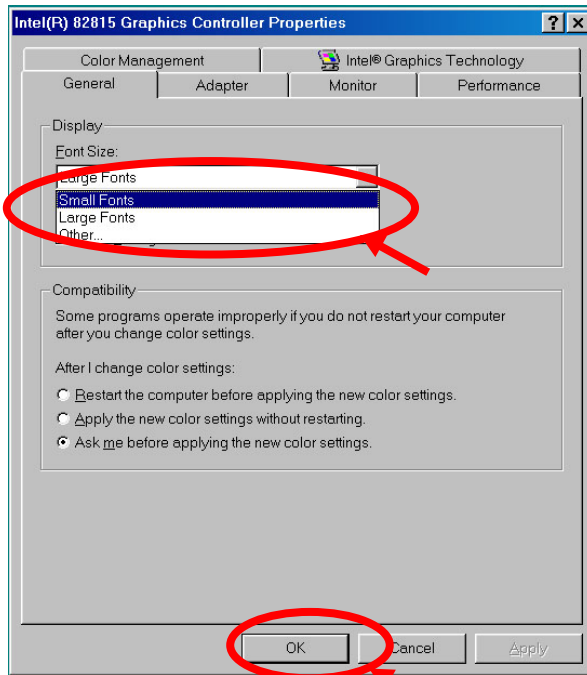 Intel(R) 82815 Graphics Controller Properties
Color Management
Intel® Graphics Technology
General
Adapter
Monitor
Performance
Display
Font Size:
Large Fonts
Small Fonts
Large Fonts
Other...
Compatibility
Some programs operate improperly if you do not restart your computer
after you change color settings.
After I change color settings:
Restart the computer before applying the new color settings.
Apply the new color settings without restarting.
Ask me before applying the new color settings.
OK
Cancel
Apply